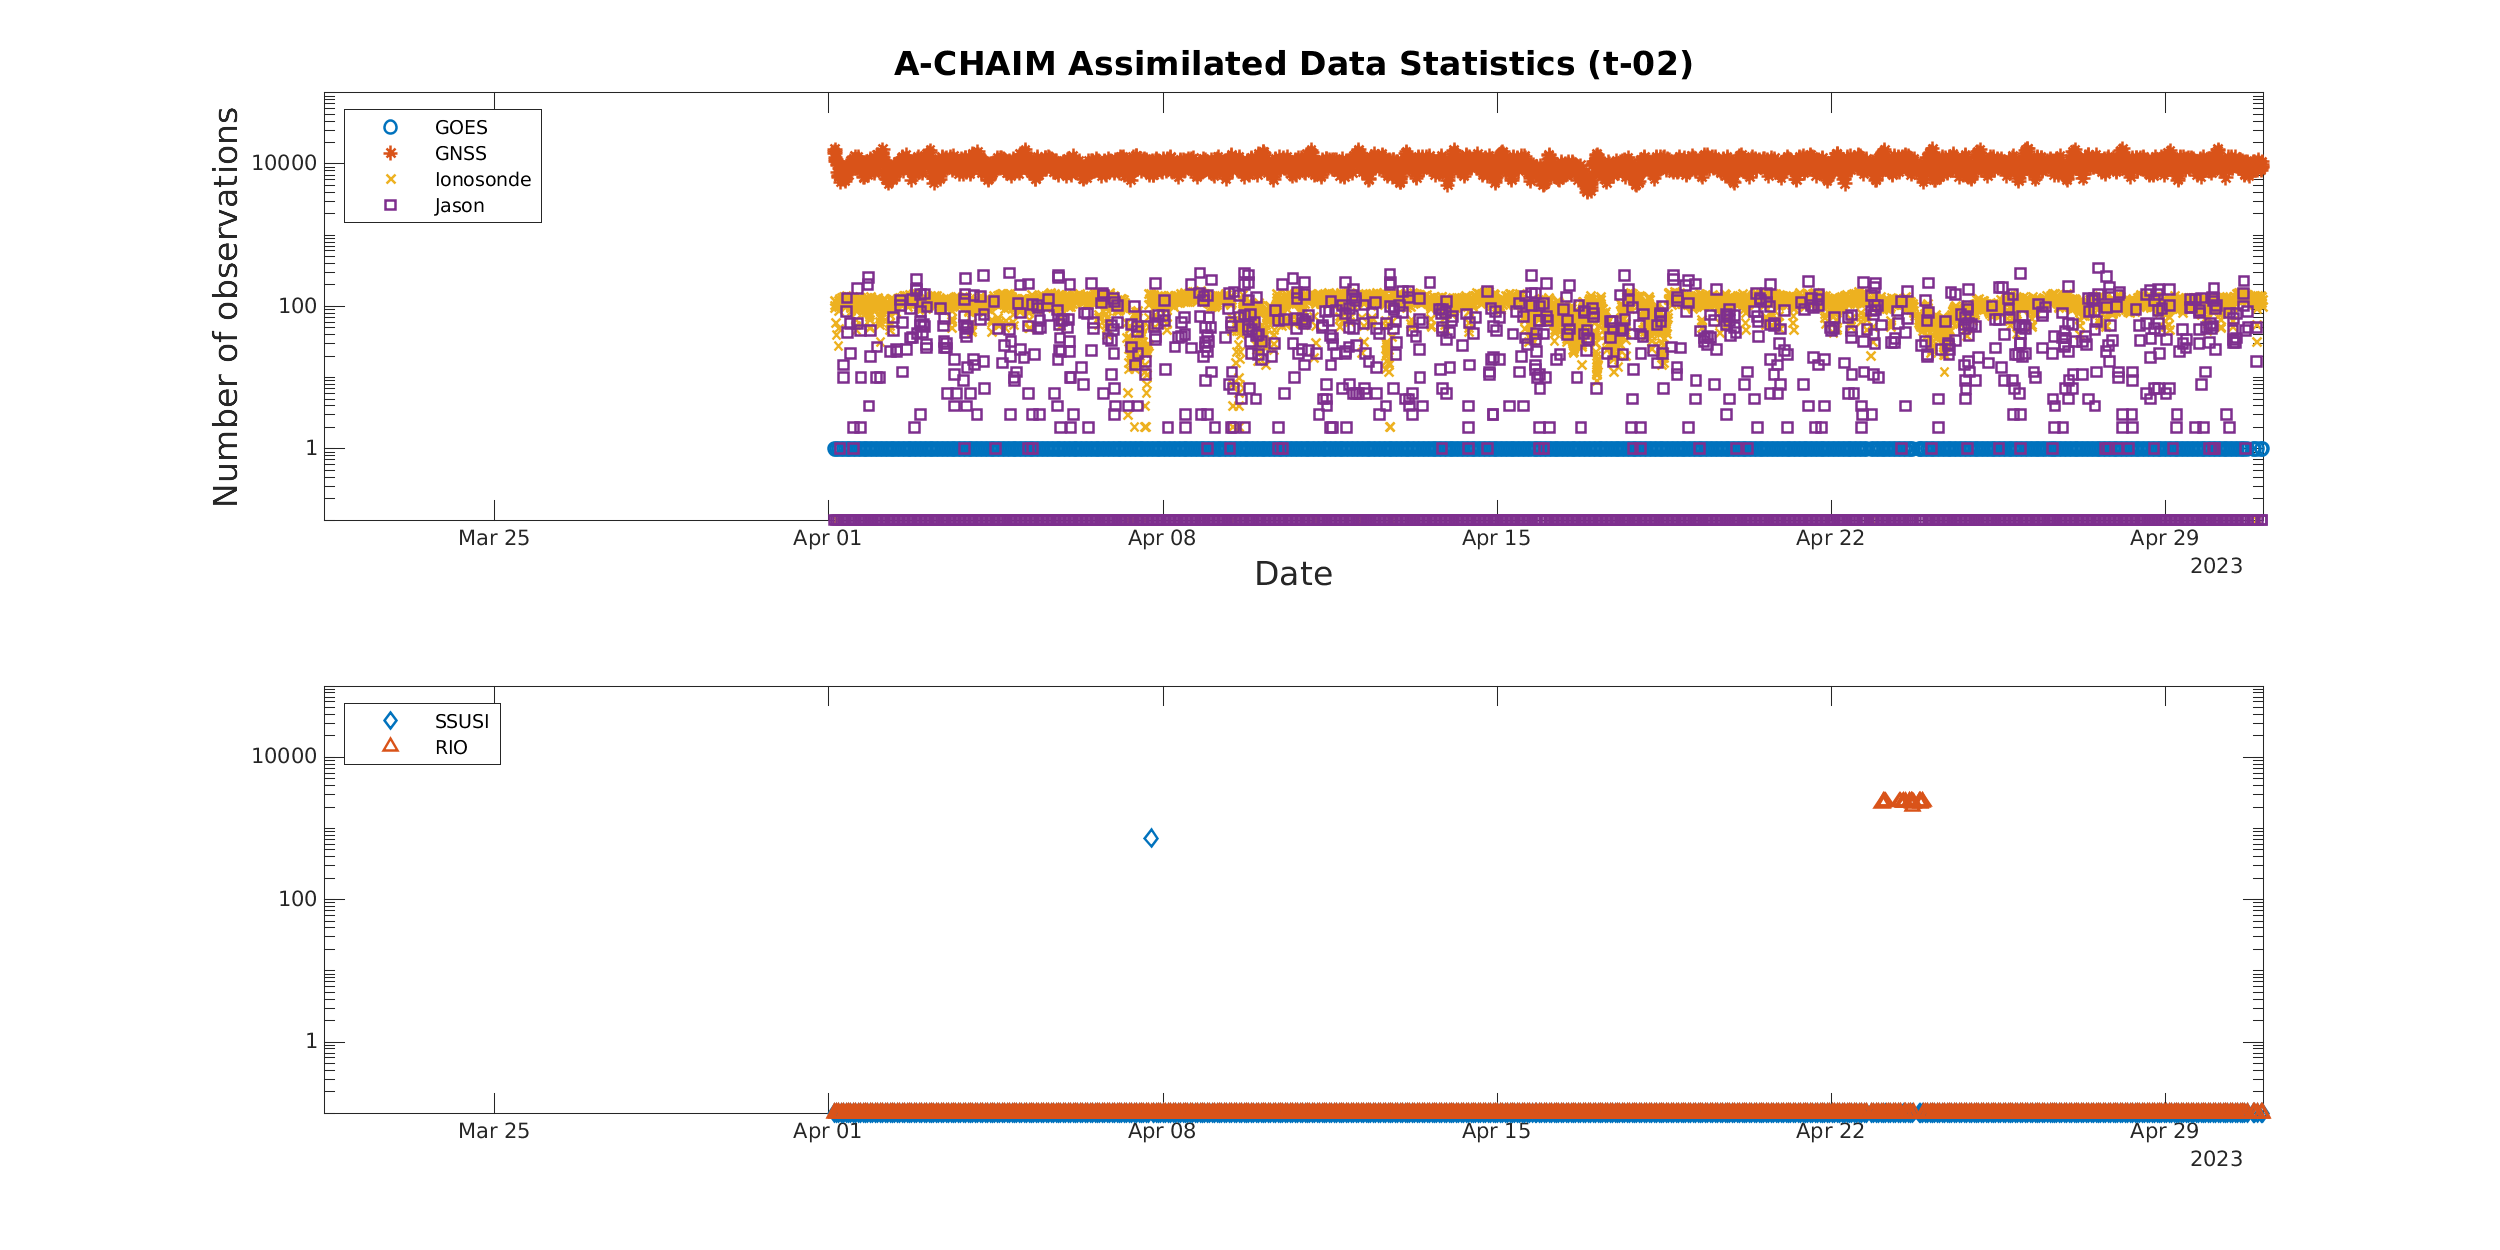 A-CHAIM Assimilated Data Statistics (t-02)
Number of observations
10000
100
1
GOES
GNSS
Ionosonde
Jason
Mar 25
Apr 01
Apr 08
Apr 15
Apr 22
Apr 29
2023
Date
10000
100
1
SSUSI
RIO
Mar 25
Apr 01
Apr 08
Apr 15
Apr 22
Apr 29
2023